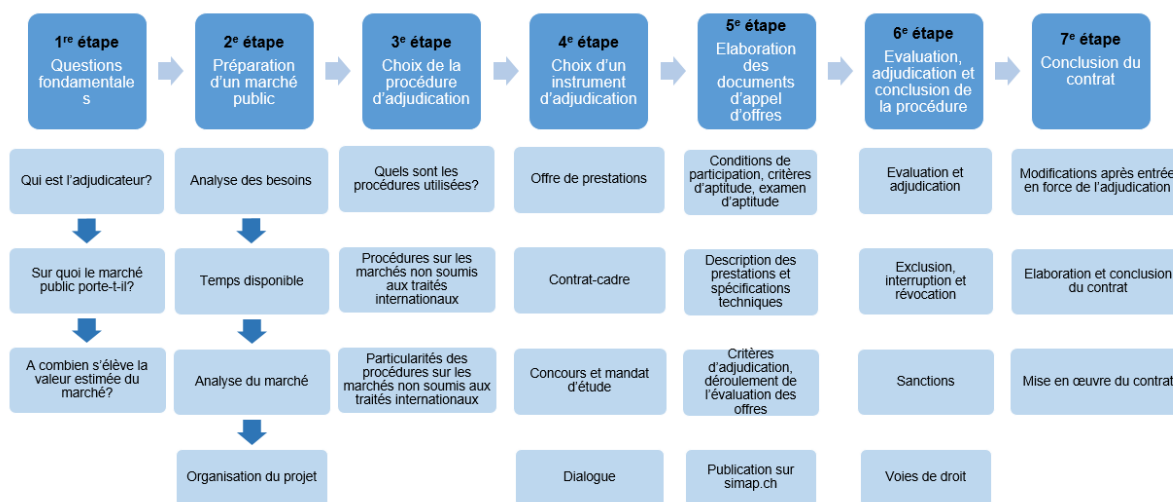 1re étape
Questions
fondamentale
s
2e étape
Préparation
d'un marché
public
3e étape
Choix de la
procédure
d'adjudication
4e étape
Choix d'un
instrument
d'adjudication
5e étape
Elaboration
des
documents
d'appel
d'offres
6e étape
Evaluation,
adjudication et
conclusion de
la procédure
7e étape
Conclusion du
contrat
Qui est l'adjudicateur?
Sur quoi le marché
public porte-t-il?
A combien s'élève la
valeur estimée du
marché?
Analyse des besoins
Temps disponible
Analyse du marché
Organisation du projet
Quels sont les
procédures utilisées?
Procédures sur les
marchés non soumis
aux traités
internationaux
Particularités des
procédures sur les
marchés non soumis aux
traités internationaux
Offre de prestations
Contrat-cadre
Concours et mandat
d'étude
Dialogue
Conditions de
participation, critères
d'aptitude, examen
d'aptitude
Description des
prestations et
spécifications
techniques
Critères
d'adjudication,
déroulement de
l'évaluation des
offres
Publication sur
simap.ch
Evaluation et
adjudication
Exclusion,
interruption et
révocation
Sanctions
Voies de droit
Modifications après entrée
en force de l'adjudication
Elaboration et conclusion
du contrat
Mise en œuvre du contrat